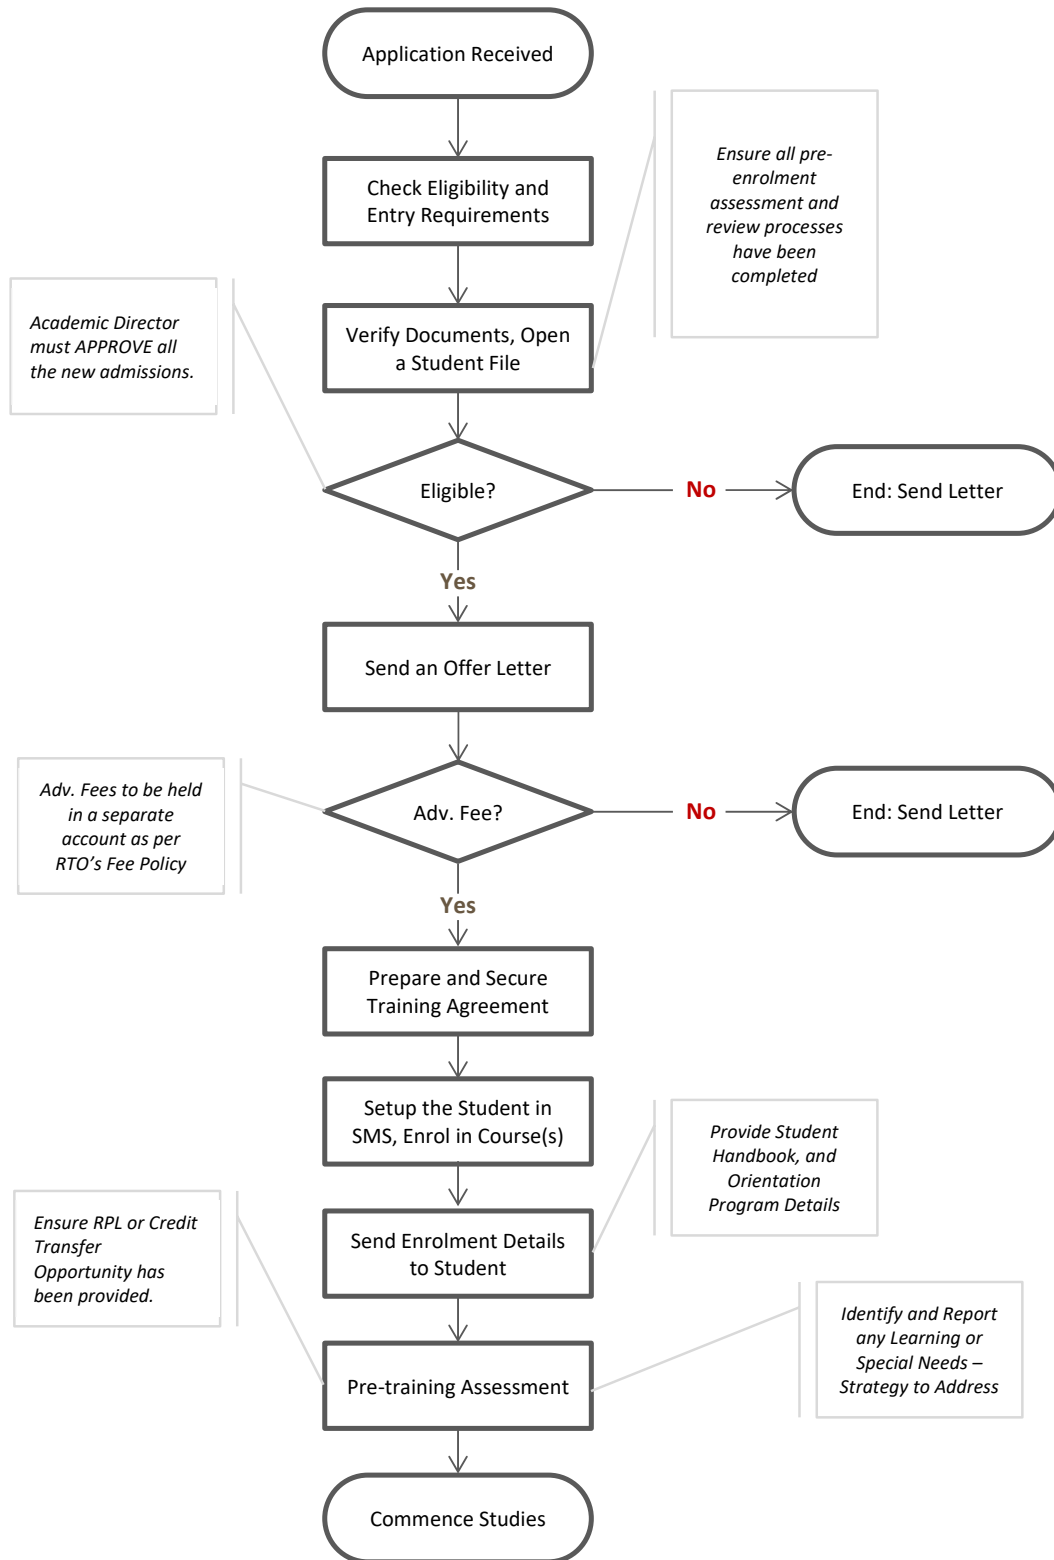 Application Received
Ensure all pre-
enrolment
assessment and
review processes
have been
completed
Check Eligibility and
Entry Requirements
Academic Director
must APPROVE all
the new admissions.
Verify Documents, Open
a Student File
Eligible?
No
End: Send Letter
Yes
Send an Offer Letter
Adv. Fees to be held
in a separate
account as per
RTO’s Fee Policy
Adv. Fee?
No
End: Send Letter
Yes
Prepare and Secure
Training Agreement
Setup the Student in
SMS, Enrol in Course(s)
Provide Student
Handbook, and
Orientation
Program Details
Ensure RPL or Credit
Transfer
Opportunity has
been provided.
Send Enrolment Details
to Student
Identify and Report
any Learning or
Special Needs –
Strategy to Address
Pre-training Assessment
Commence Studies